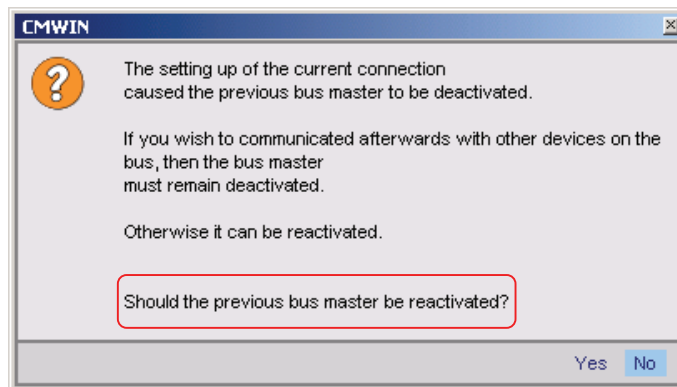 CMWIN
The setting up of the current connection
caused the previous bus master to be deactivated.
If you wish to communicated afterwards with other devices on the
bus, then the bus master
must remain deactivated.
Otherwise it can be reactivated.
Should the previous bus master be reactivated?
Yes No